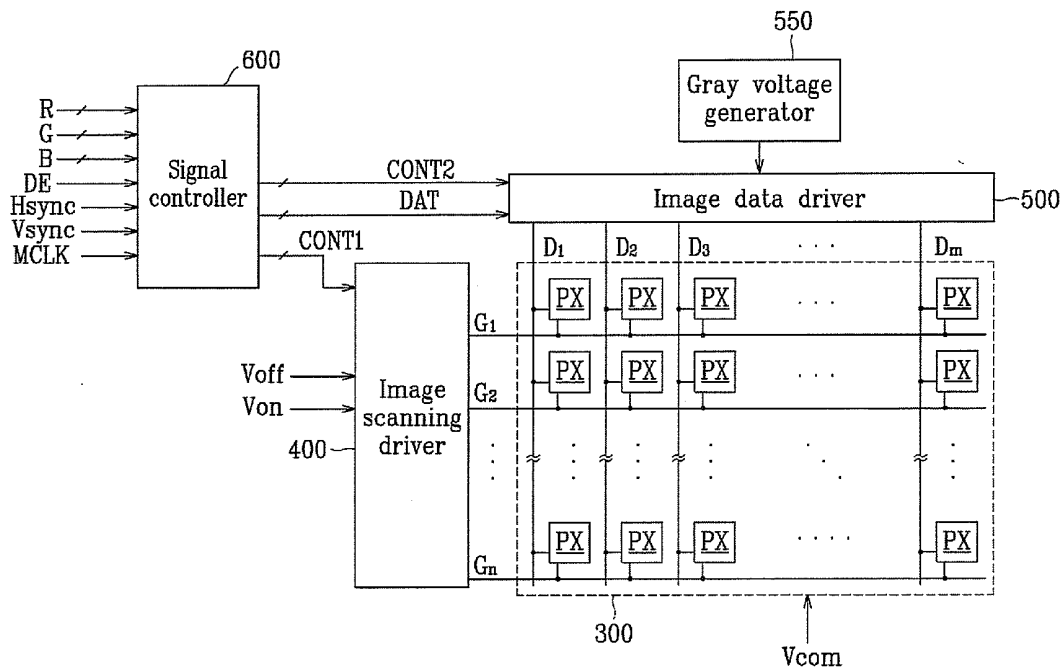 550
600
Gray voltage
generator
R
G
B
DE
Hsync
Vsync
MCLK
Signal
controller
CONT2
DAT
CONT1
Image data driver
500
D1 D2 D3 . . . Dm
PX PX PX . . . PX
G1
PX PX PX . . . PX
G2
Voff
Von
Image
scanning
driver
400
PX PX PX . . . . PX
Gn
300
Vcom